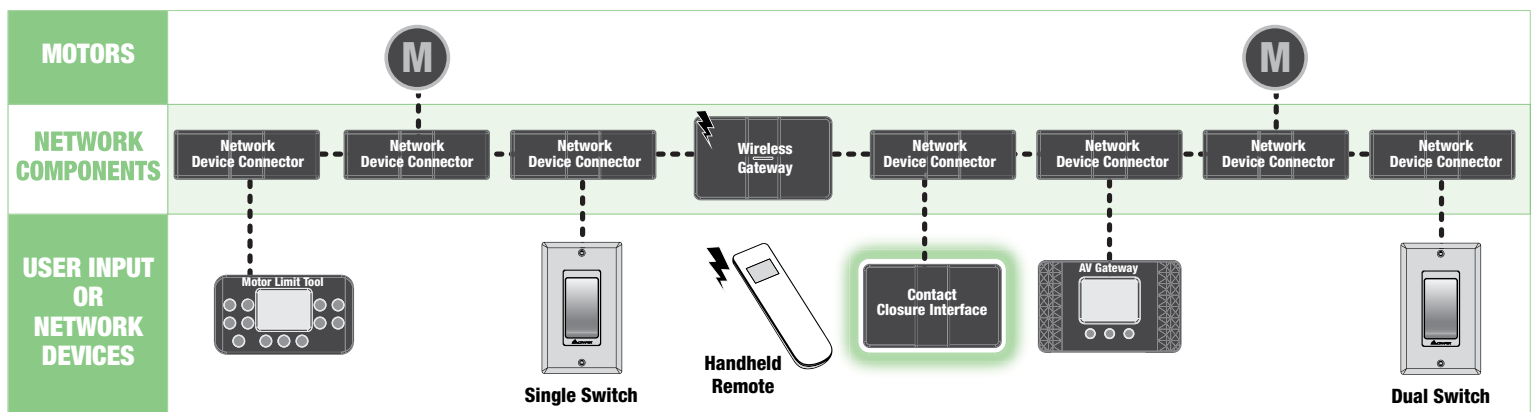 MOTORS
M
M
NETWORK
COMPONENTS
Network
Device Connector
Network
Device Connector
Network
Device Connector
Wireless
Gateway
Network
Device Connector
Network
Device Connector
Network
Device Connector
Network
Device Connector
USER INPUT
OR
NETWORK
DEVICES
Motor Limit Tool
Single Switch
Handheld
Remote
Contact
Closure Interface
AV Gateway
Dual Switch